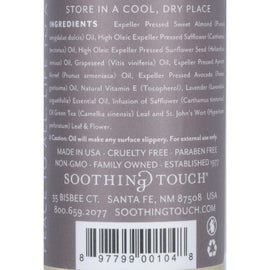 STORE IN A COOL, DRY PLACE
INGREDIENTS Expeller Pressed Sweet Almond (Prunus
amygdalus dulcis) Oil, High Oleic Expeller Pressed Safflower (Carthamus
tinctorius) Oil, High Oleic Expeller Pressed Sunflower Seed (Helianthus
annuus) Oil, Grapeseed (Vitis vinifera) Oil, Expeller Pressed Apricot
Kernel (Prunus armeniaca) Oil, Expeller Pressed Avocado (Persea
gratissima) Oil, Natural Vitamin E (Tocopherol), Lavender (Lavandula
Essential Oil, Infusion of Safflower (Carthamus tinctorius)
Oil Green Tea (Camellia sinensis) Leaf and St. John's Wort (Hypericum
perforatum) Leaf & Flower.
Caution: Oil will make any surface slippery. For external use only.
MADE IN USA • CRUELTY FREE • PARABEN FREE
NON-GMO • FAMILY OWNED • ESTABLISHED 1977
SOOTHING TOUCH®
35 BISBEE CT. SANTA FE, NM 87508 USA
800.659.2077 SOOTHINGTOUCH.COM
8 97799 00104 8